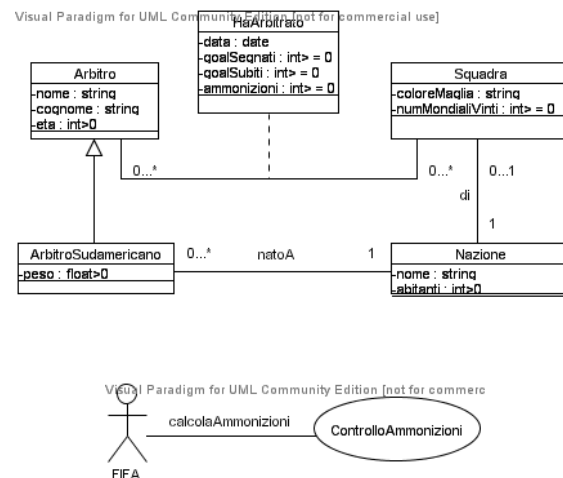 Visual Paradigm for UML Community Edition [not for commercial use]
HaArbitrato
-data : date
-goalSegnati : int> = 0
-goalSubiti : int> = 0
-ammonizioni : int> = 0
Arbitro
-nome : string
-cognome : string
-eta : int>0
Squadra
-coloreMaglia : string
-numMondialiVinti : int> = 0
0...*
0...*
0...1
di
1
ArbitroSudamericano
-peso : float>0
0...*
natoA
1
Nazione
-nome : string
-abitanti : int>0
Visual Paradigm for UML Community Edition [not for commerc
calcolaAmmonizioni
ControlloAmmonizioni
FIFA